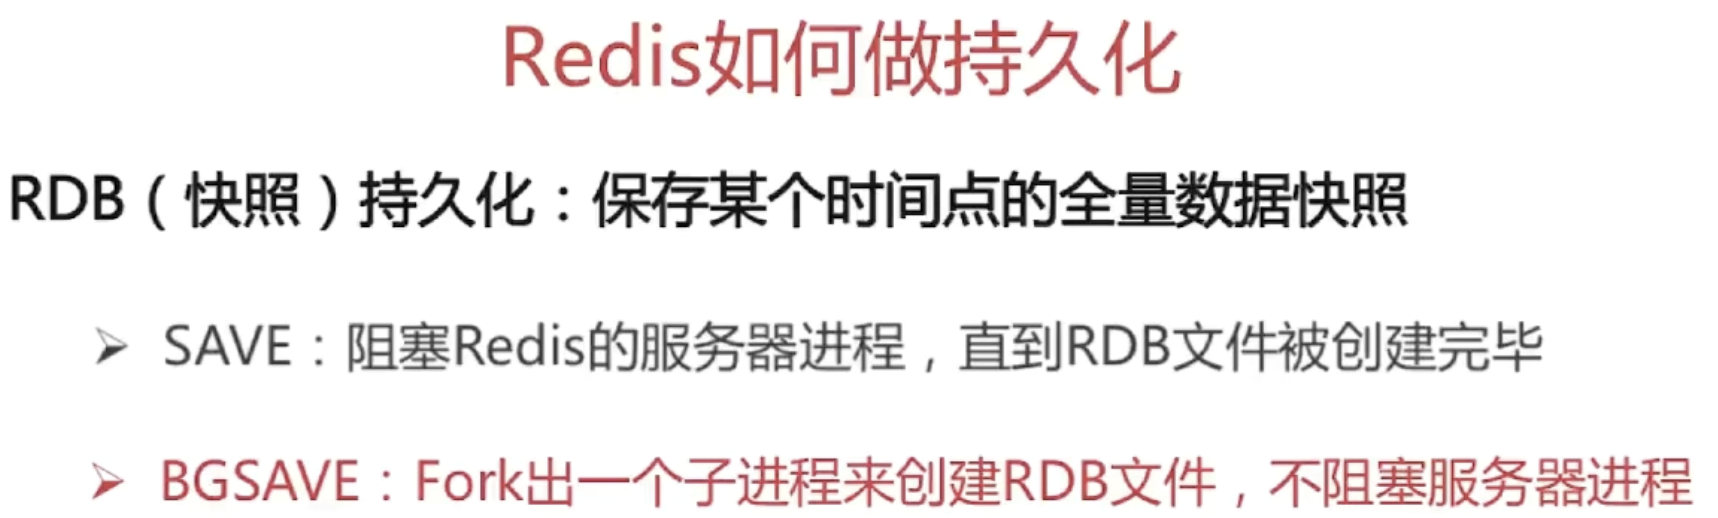 Redis如何做持久化
RDB（快照）持久化：保存某个时间点的全量数据快照
➢ SAVE：阻塞Redis的服务器进程，直到RDB文件被创建完毕
➢ BGSAVE：Fork出一个子进程来创建RDB文件，不阻塞服务器进程